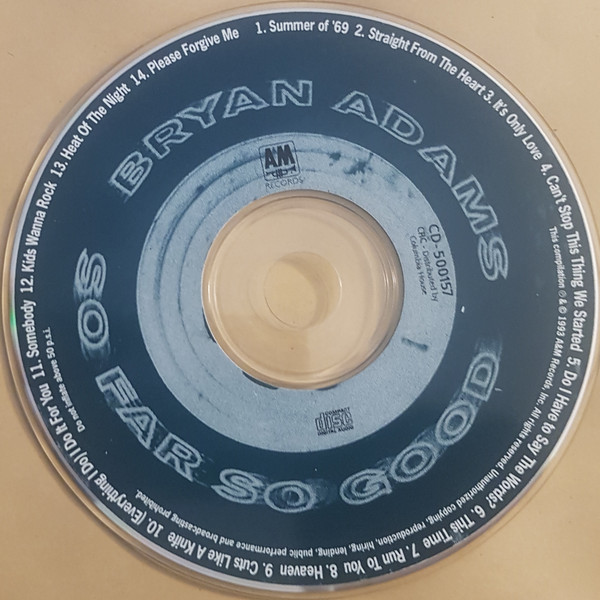 1. Summer of '69 2. Straight From The Heart 3. It's Only Love 4. Can't Stop This Thing We Started 5. Do I Have to Say The Words? 6. This Time 7. Run To You 8. Heaven 9. Cuts Like A Knife 10. (Everything I Do) I Do It For You 11. Somebody 12. Kids Wanna Rock 13. Heat Of The Night 14. Please Forgive Me
BRYAN ADAMS
SO FAR SO GOOD
A&M
RECORDS
CD-500157
CRC - Distributed by
Columbia House
COMPACT
disc
DIGITAL AUDIO
This compilation ℗ & © 1993 A&M Records, Inc. All rights reserved. Unauthorized copying, reproduction, hiring, lending, public performance and broadcasting prohibited.
Do not inflate above 50 p.s.i.